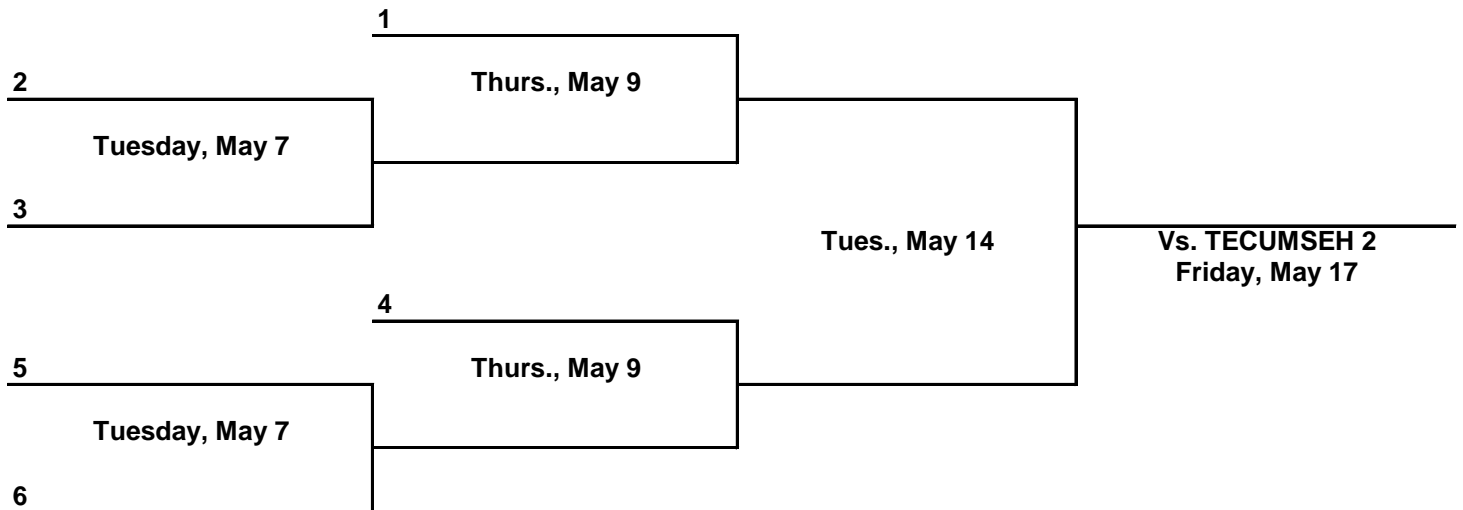 1
2
Thurs., May 9
Tuesday, May 7
3
Tues., May 14
Vs. TECUMSEH 2
Friday, May 17
4
5
Thurs., May 9
Tuesday, May 7
6